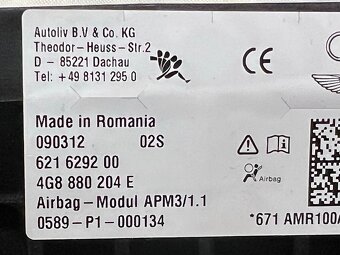 Autoliv B.V & Co. KG
Theodor - Heuss - Str.2
D - 85221 Dachau
Tel.: + 49 8131 295 0
CE
Made in Romania
090312 02S
621 6292 00
4G8 880 204 E
Airbag
Airbag - Modul APM3/1.1
0589 - P1 - 000134
*671 AMR100